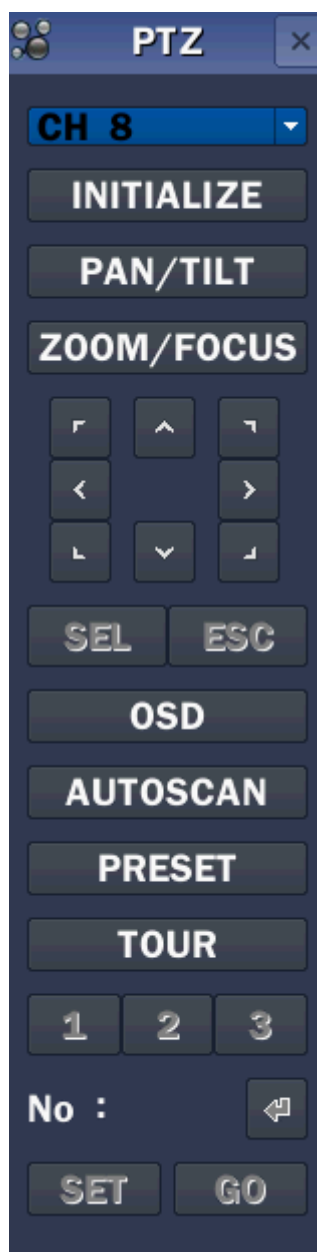 PTZ
CH 8
INITIALIZE
PAN/TILT
ZOOM/FOCUS
SEL ESC
OSD
AUTOSCAN
PRESET
TOUR
1 2 3
No :
SET GO